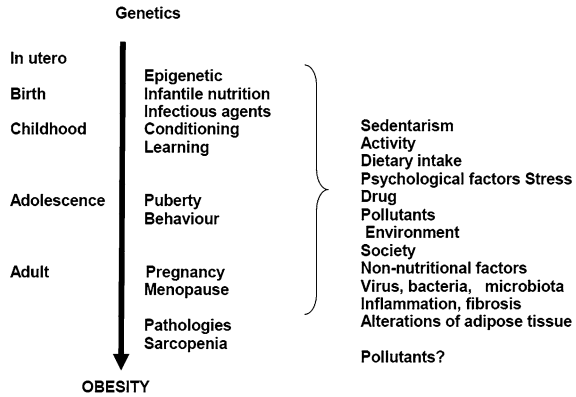 Genetics
In utero
Epigenetic
Birth
Infantile nutrition
Infectious agents
Childhood
Conditioning
Learning
Adolescence
Puberty
Behaviour
Adult
Pregnancy
Menopause
Pathologies
Sarcopenia
OBESITY
Sedentarism
Activity
Dietary intake
Psychological factors Stress
Drug
Pollutants
Environment
Society
Non-nutritional factors
Virus, bacteria, microbiota
Inflammation, fibrosis
Alterations of adipose tissue
Pollutants?